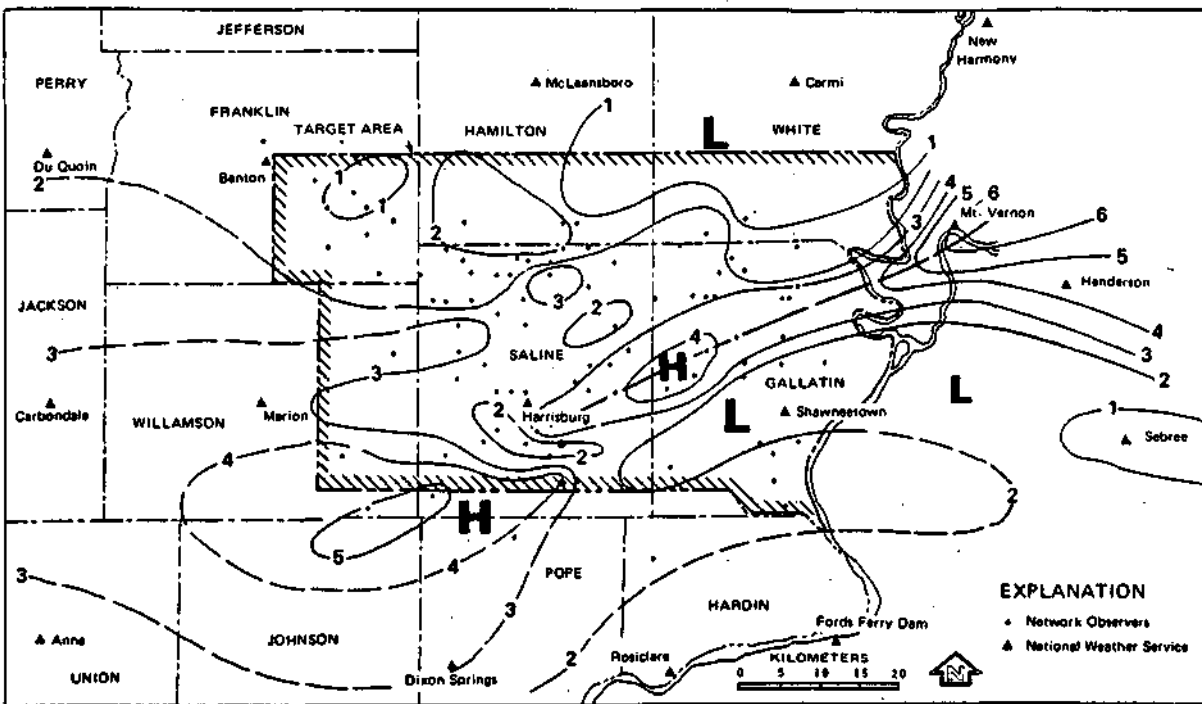 JEFFERSON
New
Harmony
PERRY
McLeansboro
Carmi
1
FRANKLIN
TARGET AREA
HAMILTON
L
WHITE
1
Du Quoin
2
Benton
1
1
4
5
6
Mt. Vernon
3
6
2
5
Henderson
JACKSON
3
2
4
4
3
3
SALINE
H
3
GALLATIN
2
L
Carbondale
WILLAMSON
Marion
2
Harrisburg
L
Shawneetown
1
Sebree
2
4
4
2
H
5
4
3
POPE
EXPLANATION
3
HARDIN
Network Observers
Fords Ferry Dam
Anna
JOHNSON
2
Rosiclare
KILOMETERS
National Weather Service
UNION
Dixon Springs
0 5 10 15 20
N